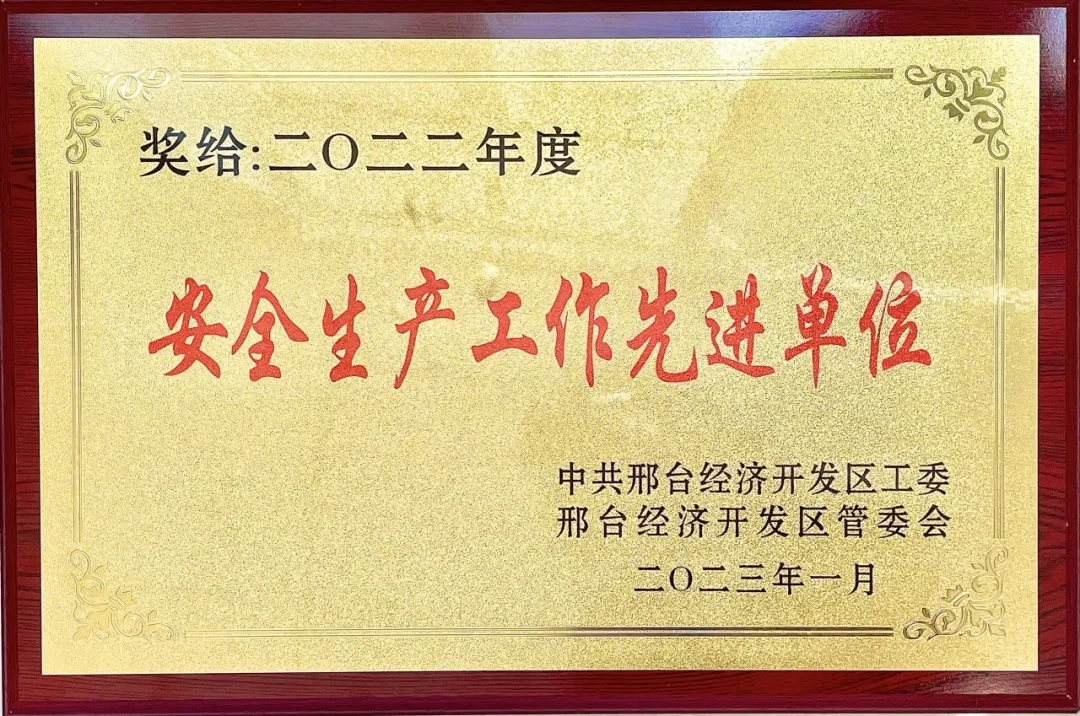 奖给:二〇二二年度
安全生产工作先进单位
中共邢台经济开发区工委
邢台经济开发区管委会
二〇二三年一月